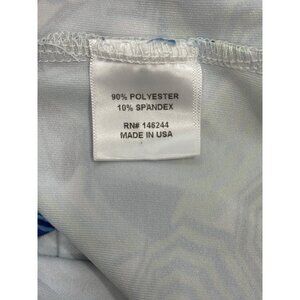 90% POLYESTER
10% SPANDEX
RN# 146244
MADE IN USA